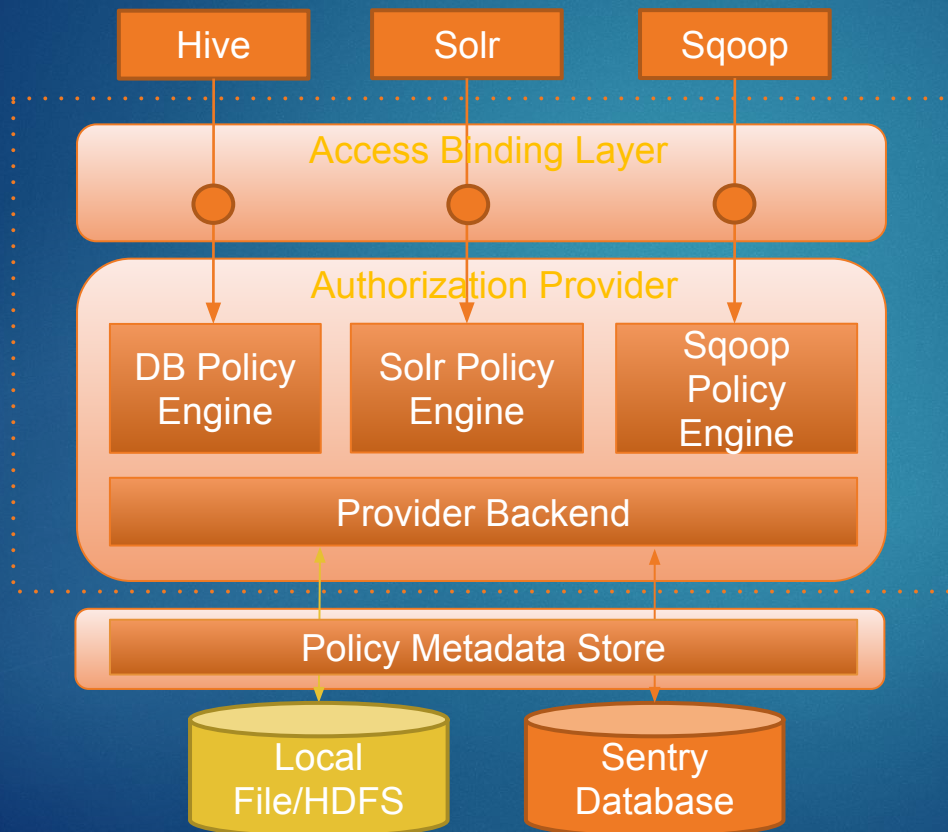 Hive
Solr
Sqoop
Access Binding Layer
Authorization Provider
DB Policy
Engine
Solr Policy
Engine
Sqoop
Policy
Engine
Provider Backend
Policy Metadata Store
Local
File/HDFS
Sentry
Database